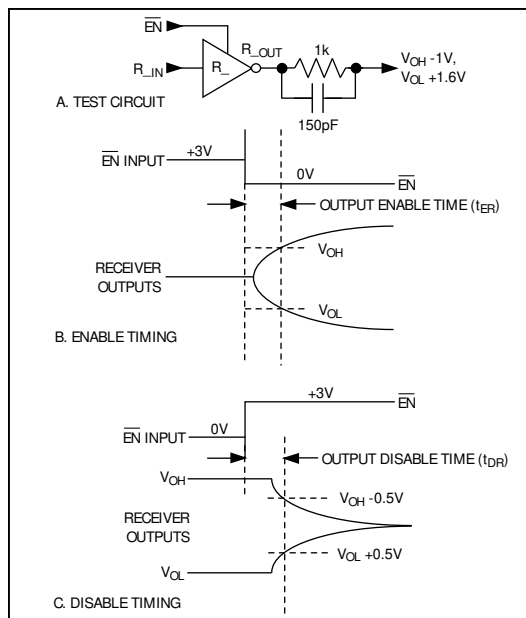 EN
R_IN
R_
R_OUT
1k
150pF
VOH -1V,
VOL +1.6V
A. TEST CIRCUIT
EN INPUT
+3V
0V
EN
OUTPUT ENABLE TIME (tER)
RECEIVER
OUTPUTS
VOH
VOL
B. ENABLE TIMING
EN INPUT
0V
+3V
EN
OUTPUT DISABLE TIME (tDR)
VOH
VOH -0.5V
RECEIVER
OUTPUTS
VOL +0.5V
VOL
C. DISABLE TIMING